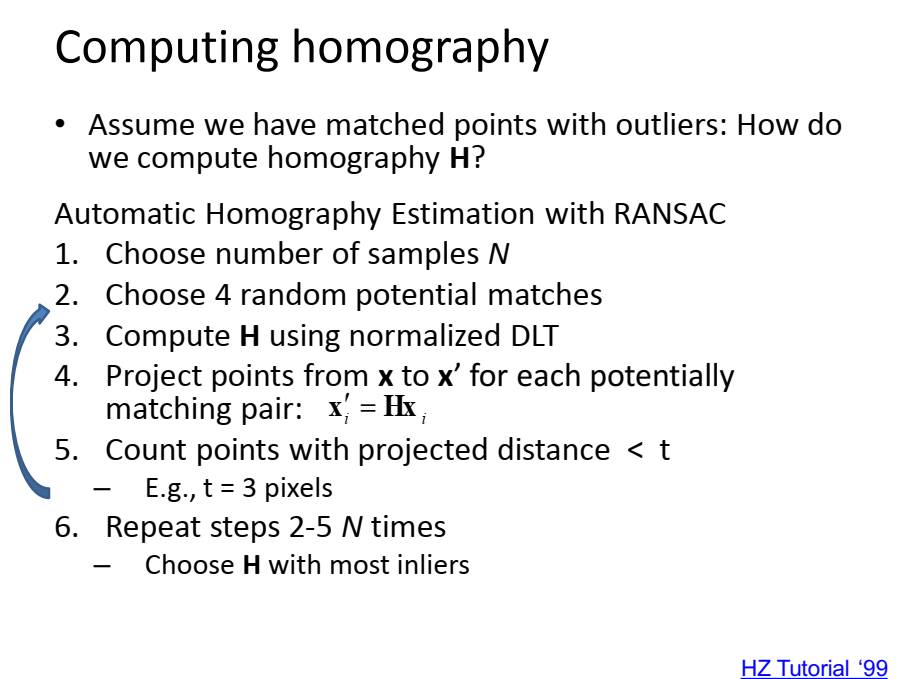 Computing homography
• Assume we have matched points with outliers: How do
we compute homography H?
Automatic Homography Estimation with RANSAC
1. Choose number of samples N
2. Choose 4 random potential matches
3. Compute H using normalized DLT
4. Project points from x to x’ for each potentially
matching pair: x′i = Hxi
5. Count points with projected distance < t
– E.g., t = 3 pixels
6. Repeat steps 2-5 N times
– Choose H with most inliers
HZ Tutorial ‘99